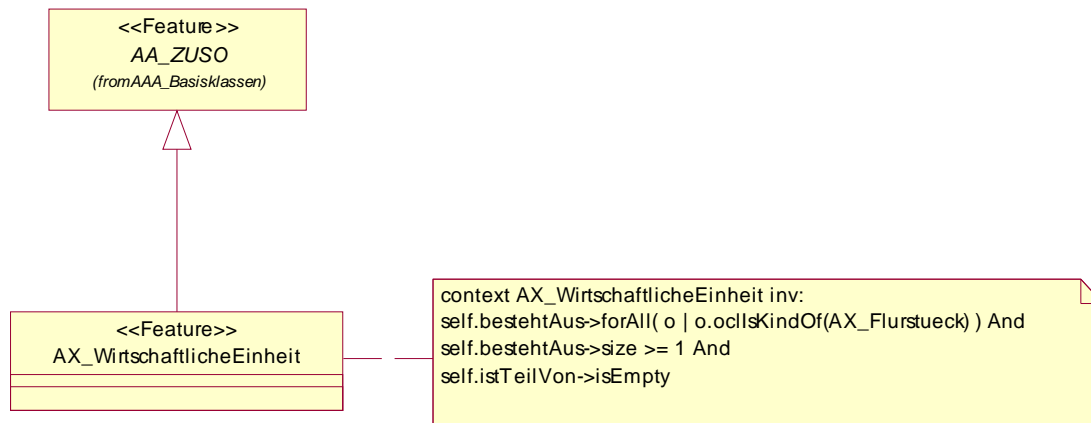 <<Feature>>
AA_ZUSO
(fromAAA_Basisklassen)
<<Feature>>
AX_WirtschaftlicheEinheit
context AX_WirtschaftlicheEinheit inv:
self.bestehtAus->forAll( o | o.oclIsKindOf(AX_Flurstueck) ) And
self.bestehtAus->size >= 1 And
self.istTeilVon->isEmpty